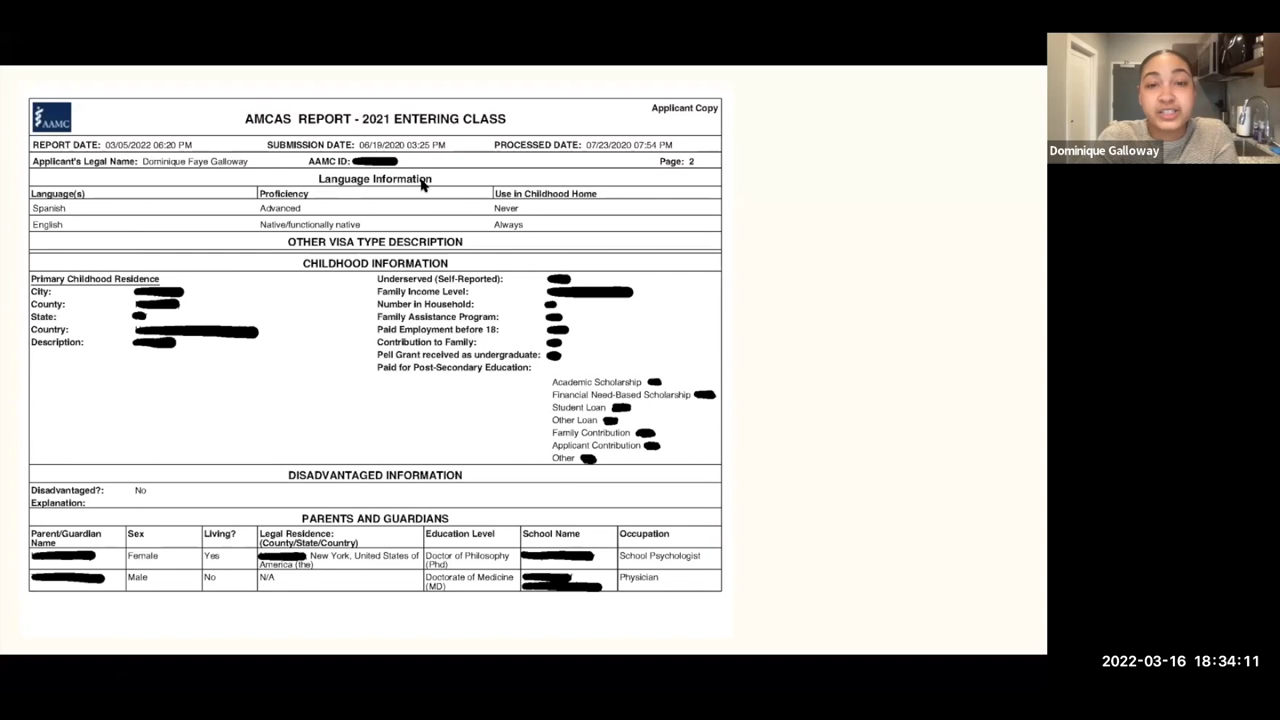 AAMC
Applicant Copy
AMCAS REPORT - 2021 ENTERING CLASS
REPORT DATE: 03/05/2022 06:20 PM SUBMISSION DATE: 06/19/2020 03:25 PM PROCESSED DATE: 07/23/2020 07:54 PM
Applicant's Legal Name: Dominique Faye Galloway AAMC ID: Page: 2
Language Information
Language(s) Proficiency Use in Childhood Home
Spanish Advanced Never
English Native/functionally native Always
OTHER VISA TYPE DESCRIPTION
CHILDHOOD INFORMATION
Primary Childhood Residence Underserved (Self-Reported):
City: Family Income Level:
County: Number in Household:
State: Family Assistance Program:
Country: Paid Employment before 18:
Description: Contribution to Family:
Pell Grant received as undergraduate:
Paid for Post-Secondary Education:
Academic Scholarship
Financial Need-Based Scholarship
Student Loan
Other Loan
Family Contribution
Applicant Contribution
Other
DISADVANTAGED INFORMATION
Disadvantaged?: No
Explanation:
PARENTS AND GUARDIANS
Parent/Guardian Sex Living? Legal Residence: Education Level School Name Occupation
Name (County/State/Country)
Female Yes , New York, United States of Doctor of Philosophy School Psychologist
America (the) (Phd)
Male No N/A Doctorate of Medicine Physician
(MD)
Dominique Galloway
2022-03-16 18:34:11